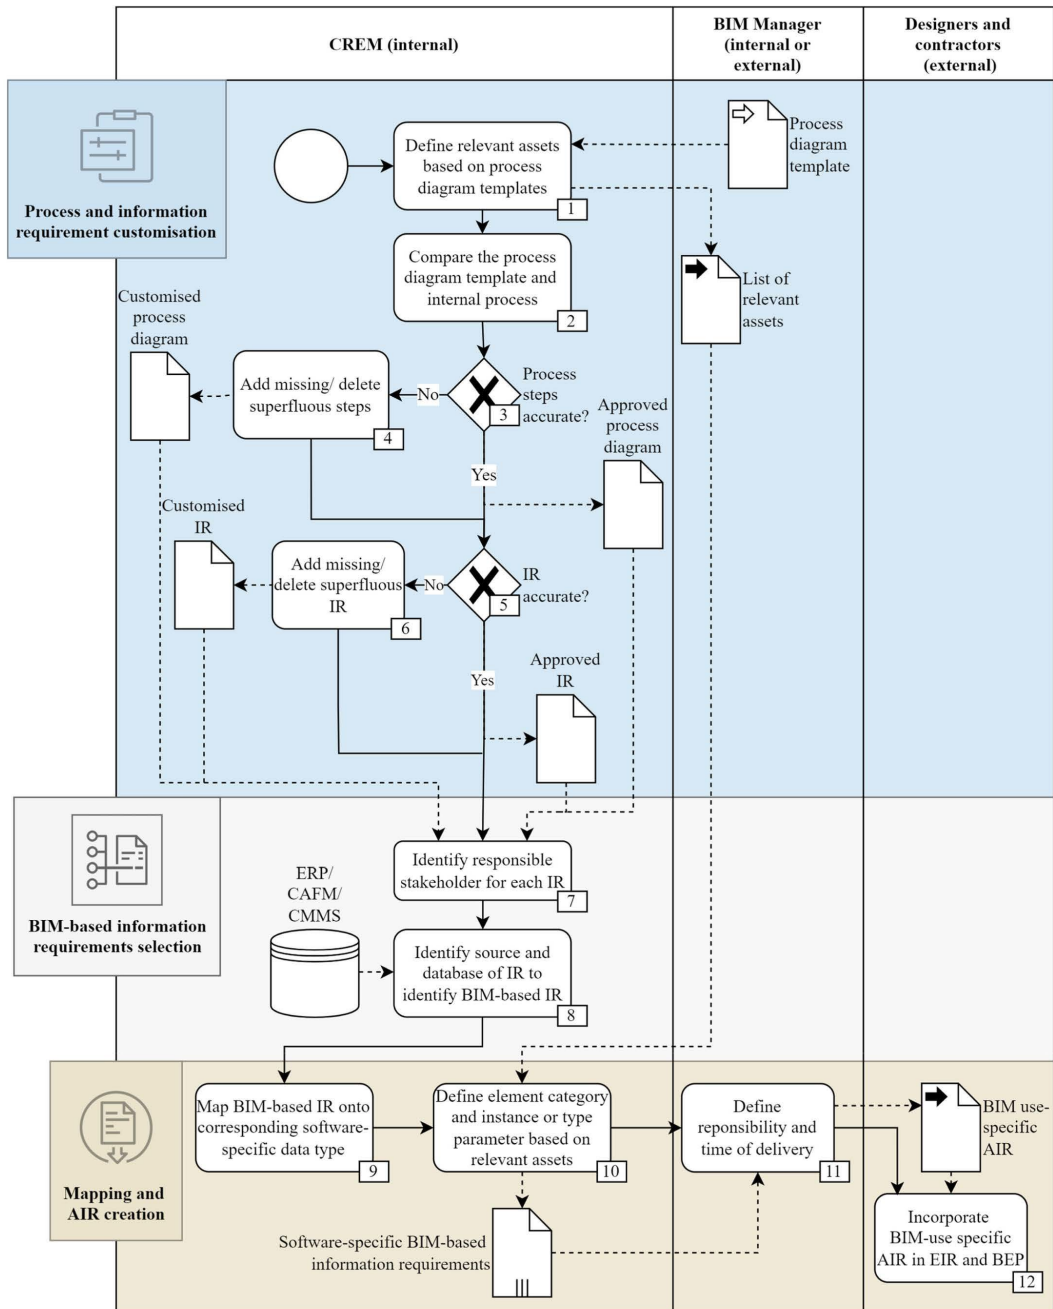 CREM (internal)
BIM Manager
(internal or
external)
Designers and
contractors
(external)
Process and information
requirement customisation
Define relevant assets
based on process
diagram templates
1
Process
diagram
template
Compare the process
diagram template and
internal process
2
List of
relevant
assets
Customised
process
diagram
Add missing/ delete
superfluous steps
4
No
Process
steps
accurate?
3
Approved
process
diagram
Yes
Customised
IR
Add missing/
delete superfluous
IR
6
No
IR
accurate?
5
Yes
Approved
IR
BIM-based information
requirements selection
Identify responsible
stakeholder for each IR
7
ERP/
CAFM/
CMMS
Identify source and
database of IR to
identify BIM-based IR
8
Mapping and
AIR creation
Map BIM-based IR onto
corresponding software-
specific data type
9
Define element category
and instance or type
parameter based on
relevant assets
10
Define
reponsibility and
time of delivery
11
BIM use-
specific
AIR
Software-specific BIM-based
information requirements
Incorporate
BIM-use specific
AIR in EIR and BEP
12